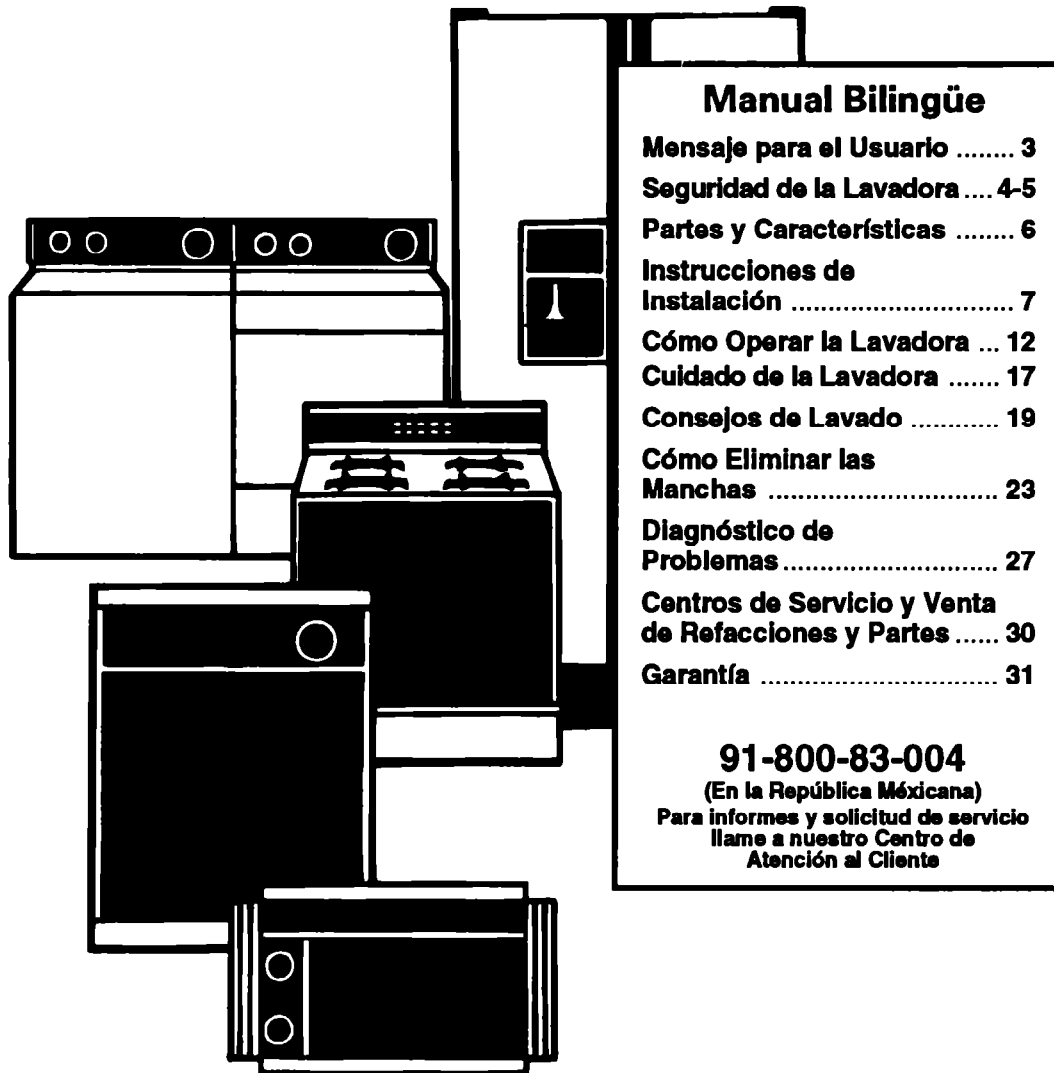 Manual Bilingüe
Mensaje para el Usuario ........ 3
Seguridad de la Lavadora .... 4-5
Partes y Características ........ 6
Instrucciones de
Instalación .............................. 7
Cómo Operar la Lavadora ... 12
Cuidado de la Lavadora ....... 17
Consejos de Lavado ............ 19
Cómo Eliminar las
Manchas ............................... 23
Diagnóstico de
Problemas ............................. 27
Centros de Servicio y Venta
de Refacciones y Partes ...... 30
Garantía ................................ 31
91-800-83-004
(En la República Méxicana)
Para informes y solicitud de servicio
llame a nuestro Centro de
Atención al Cliente